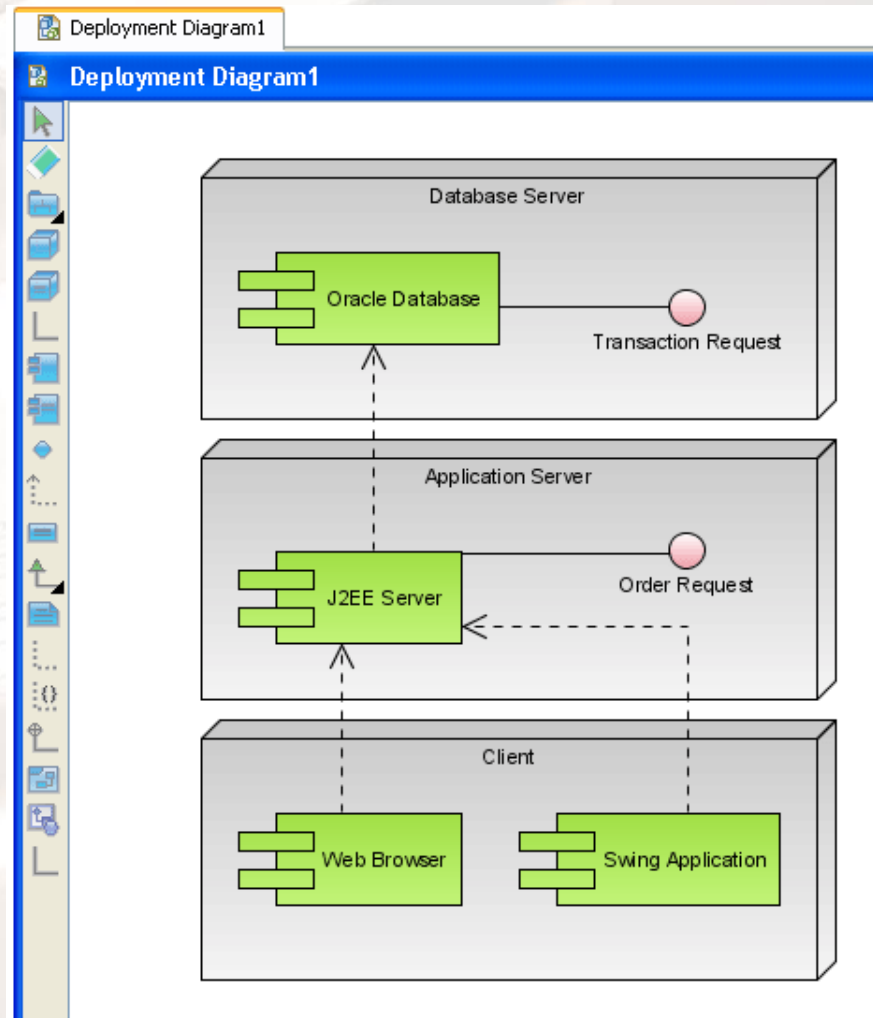 Deployment Diagram1
Deployment Diagram1
Database Server
Oracle Database
Transaction Request
Application Server
J2EE Server
Order Request
Client
Web Browser
Swing Application